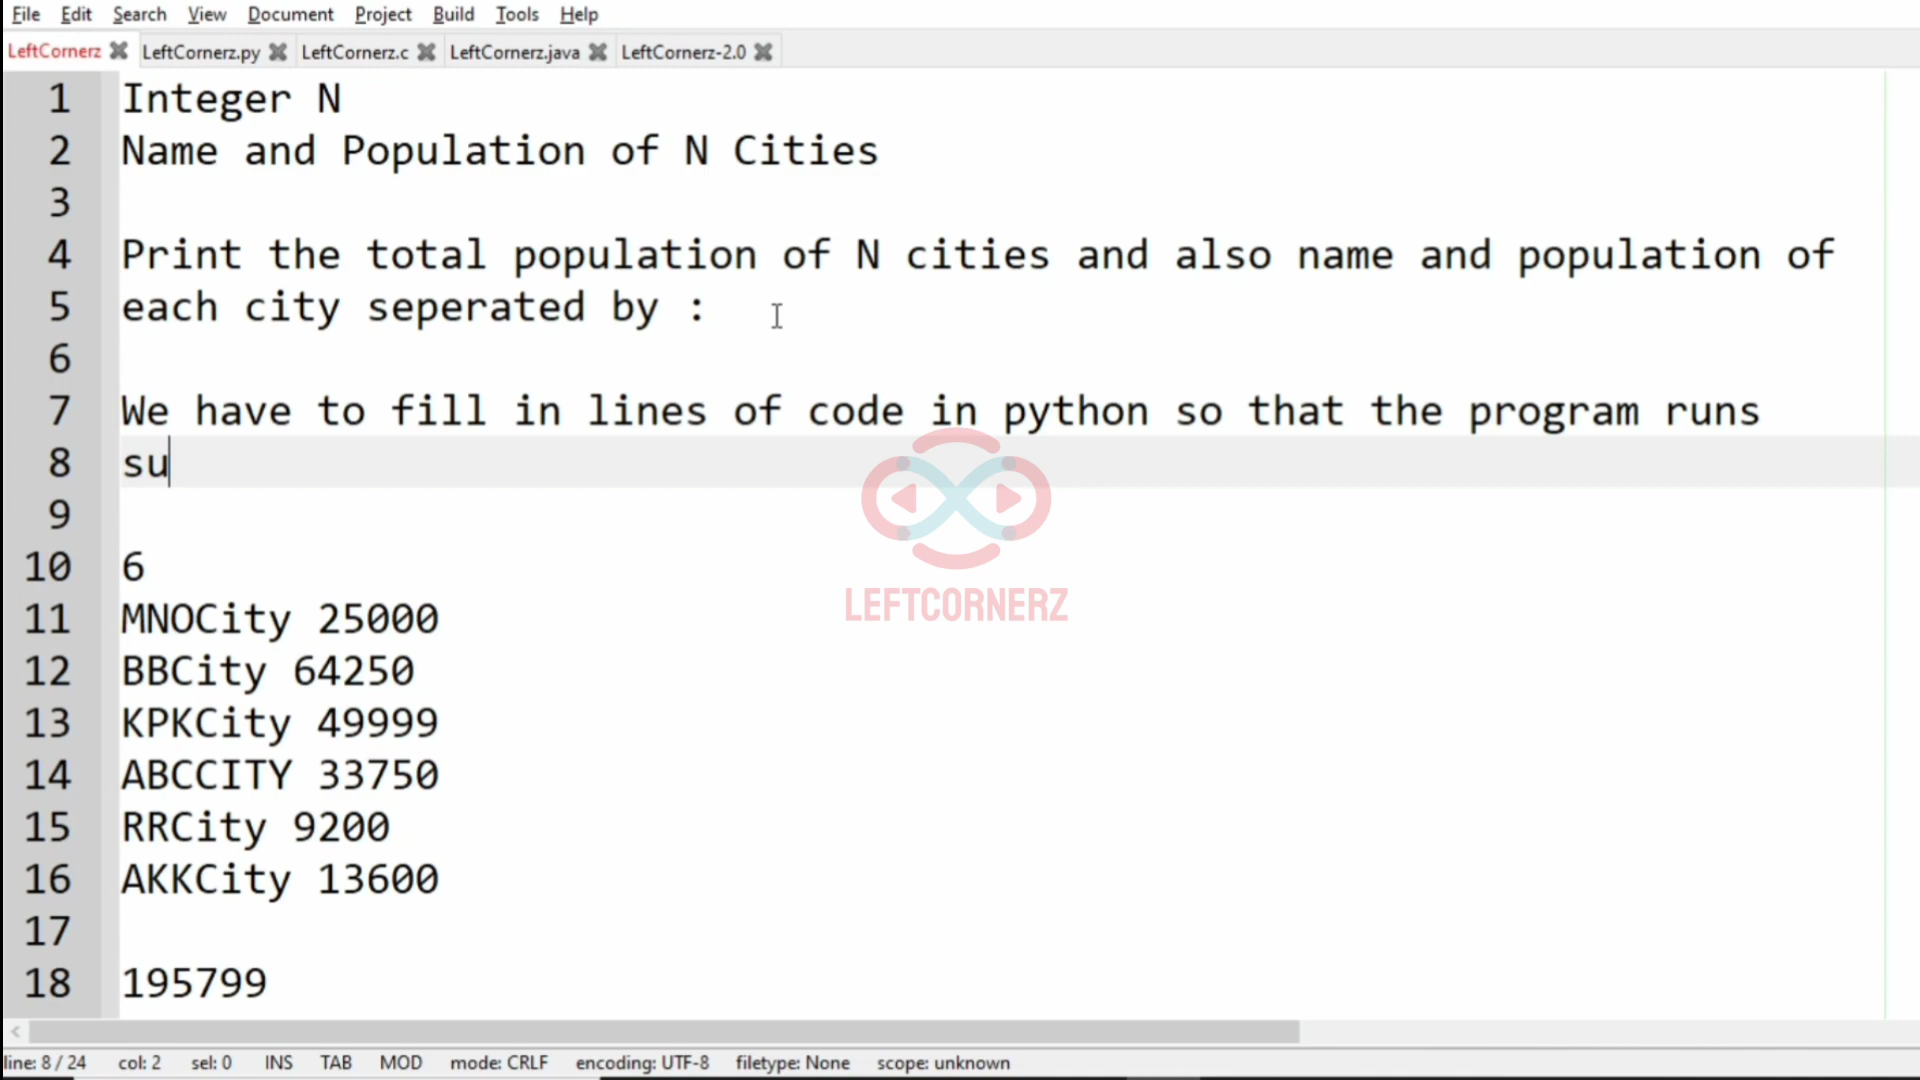 File Edit Search View Document Project Build Tools Help
LeftCornerz LeftCornerz.py LeftCornerz.c LeftCornerz.java LeftCornerz-2.0
1 Integer N
2 Name and Population of N Cities
3
4 Print the total population of N cities and also name and population of
5 each city seperated by :
6
7 We have to fill in lines of code in python so that the program runs
8 su
9
10 6
11 MNOCity 25000
12 BBCity 64250
13 KPKCity 49999
14 ABCCITY 33750
15 RRCity 9200
16 AKKCity 13600
17
18 195799
LEFTCORNERZ
line: 8 / 24 col: 2 sel: 0 INS TAB MOD mode: CRLF encoding: UTF-8 filetype: None scope: unknown